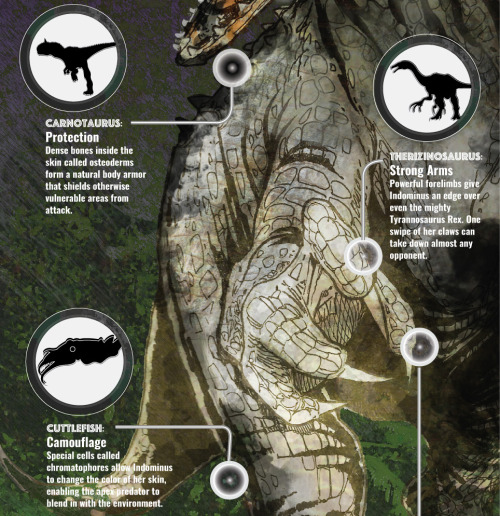 CARNOTAURUS:
Protection
Dense bones inside the
skin called osteoderms
form a natural body armor
that shields otherwise
vulnerable areas from
attack.
THERIZINOSAURUS:
Strong Arms
Powerful forelimbs give
Indominus an edge over
even the mighty
Tyrannosaurus Rex. One
swipe of her claws can
take down almost any
opponent.
CUTTLEFISH:
Camouflage
Special cells called
chromatophores allow Indominus
to change the color of her skin,
enabling the apex predator to
blend in with the environment.